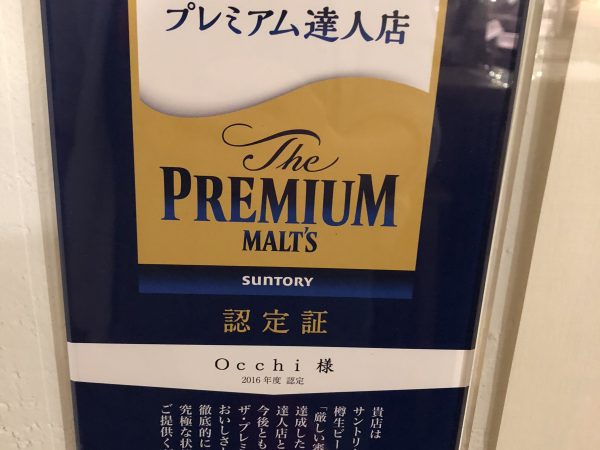 プレミアム達人店
The
PREMIUM
MALT'S
SUNTORY
認定証
Occhi 様
2016年度 認定
貴店は
サントリ
樽生ビー
「厳しい審
達成した
達人店と
今後とも
ザ・プレミ
おいしさ
徹底的に
究極な状
ご提供く